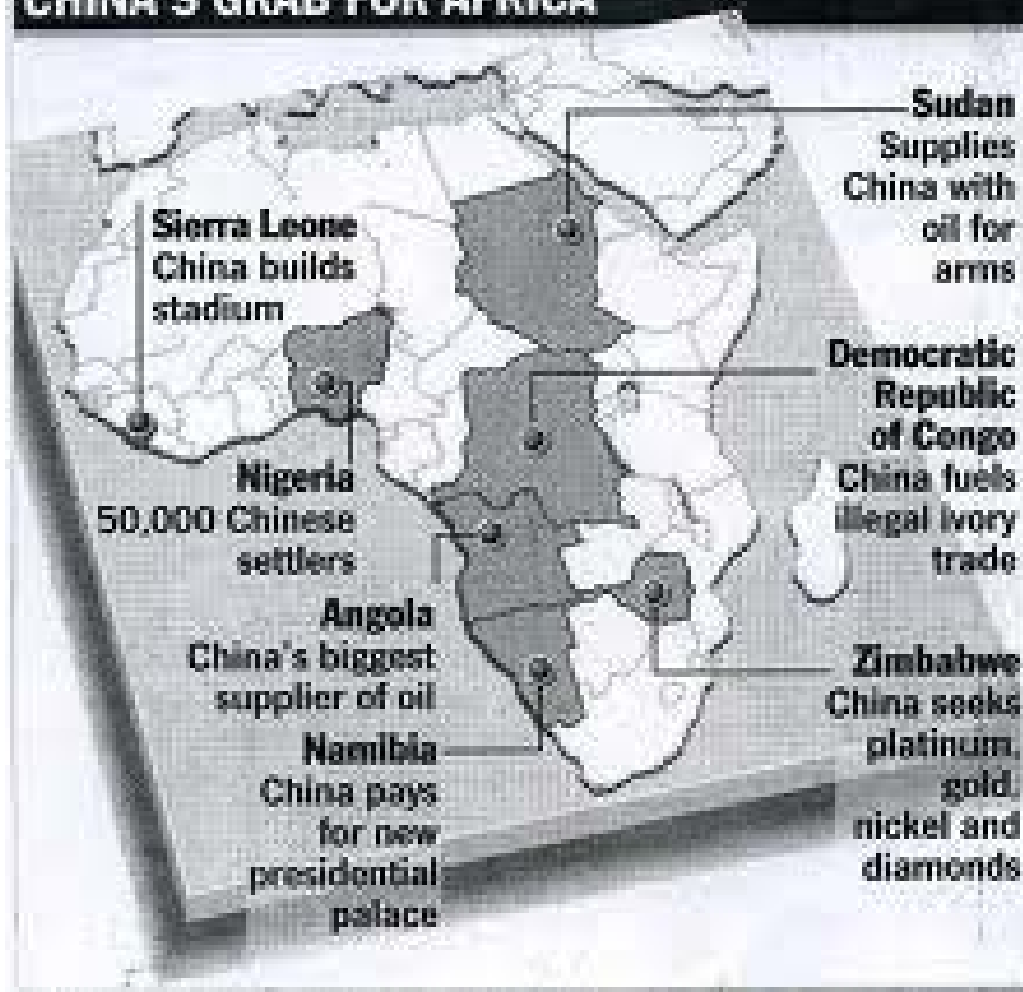 CHINA'S GRAB FOR AFRICA
Sudan
Supplies
China with
oil for
arms
Sierra Leone
China builds
stadium
Democratic
Republic
of Congo
China fuels
illegal ivory
trade
Nigeria
50,000 Chinese
settlers
Angola
China's biggest
supplier of oil
Zimbabwe
China seeks
platinum,
gold,
nickel and
diamonds
Namibia
China pays
for new
presidential
palace